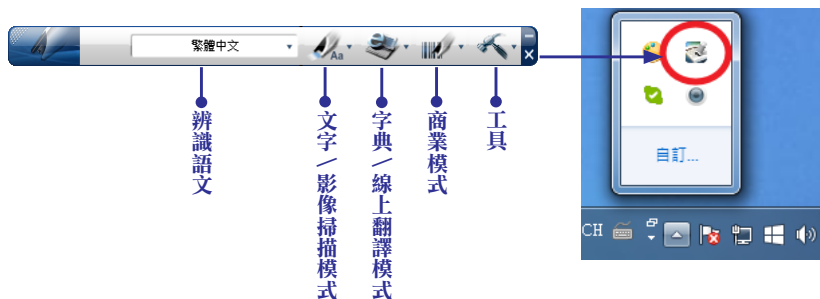 繁體中文
Aa
辨識語文
文字/影像掃描模式
字典/線上翻譯模式
商業模式
工具
自訂...
CH